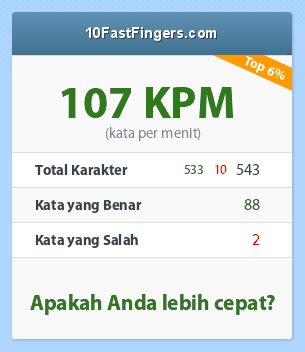 10FastFingers.com
Top 6%
107 KPM
(kata per menit)
Total Karakter 533 10 543
Kata yang Benar 88
Kata yang Salah 2
Apakah Anda lebih cepat?